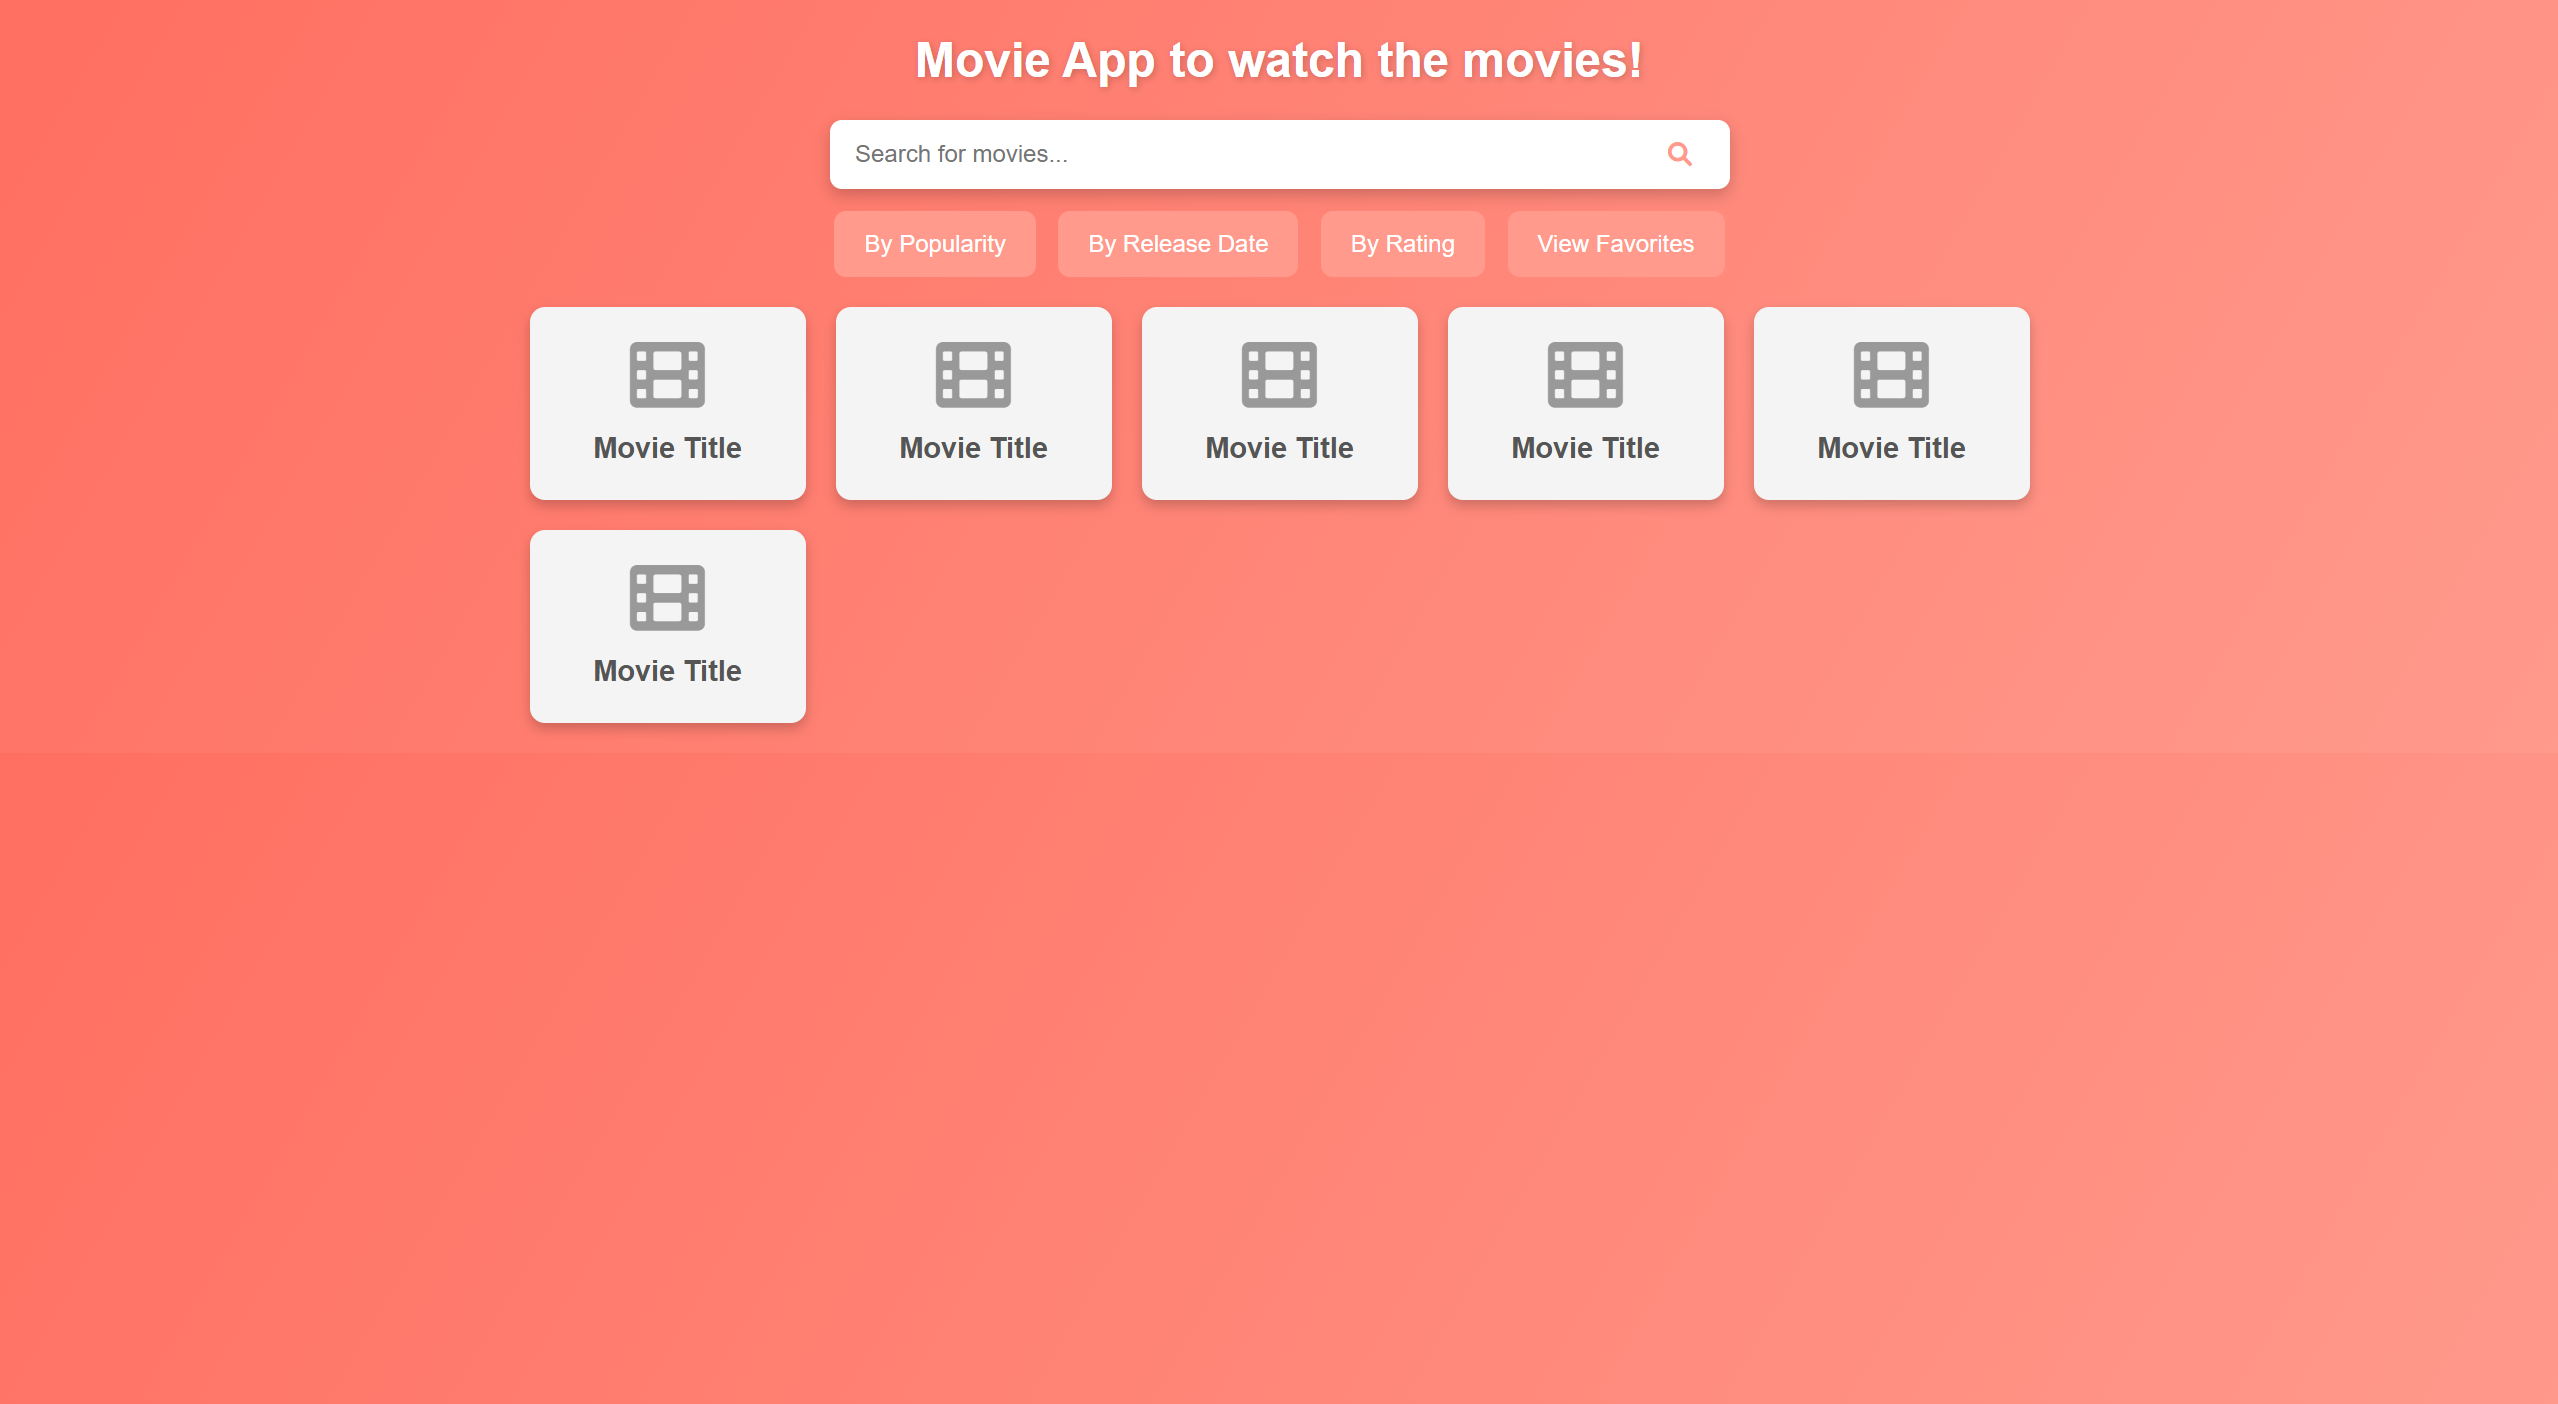 Movie App to watch the movies!
Search for movies...
By Popularity By Release Date By Rating View Favorites
Movie Title Movie Title Movie Title Movie Title Movie Title
Movie Title